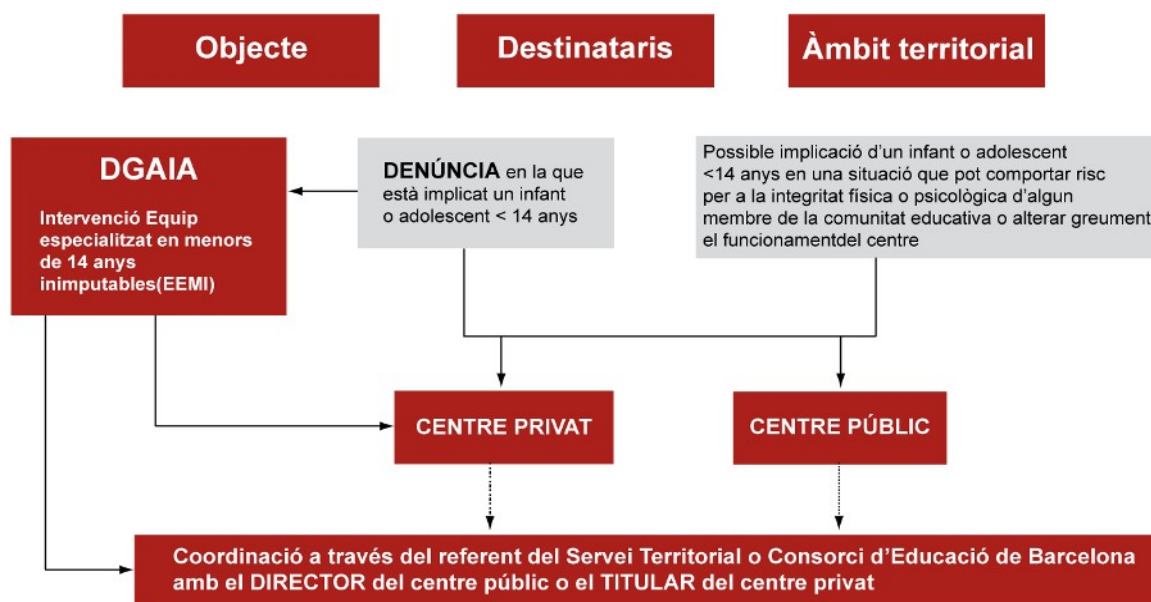 Objecte
Destinataris
Àmbit territorial
DGAIA
Intervenció Equip
especialitzat en menors
de 14 anys
inimputables(EEMI)
DENÚNCIA en la que
està implicat un infant
o adolescent < 14 anys
Possible implicació d'un infant o adolescent
<14 anys en una situació que pot comportar risc
per a la integritat física o psicològica d'algun
membre de la comunitat educativa o alterar greument
el funcionamentdel centre
CENTRE PRIVAT
CENTRE PÚBLIC
Coordinació a través del referent del Servei Territorial o Consorci d'Educació de Barcelona
amb el DIRECTOR del centre públic o el TITULAR del centre privat